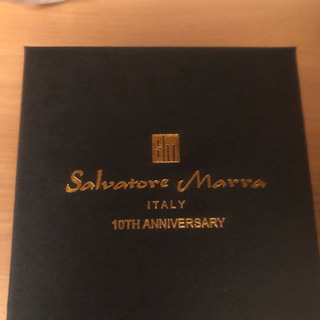 SM
Salvatore Marra
ITALY
10TH ANNIVERSARY